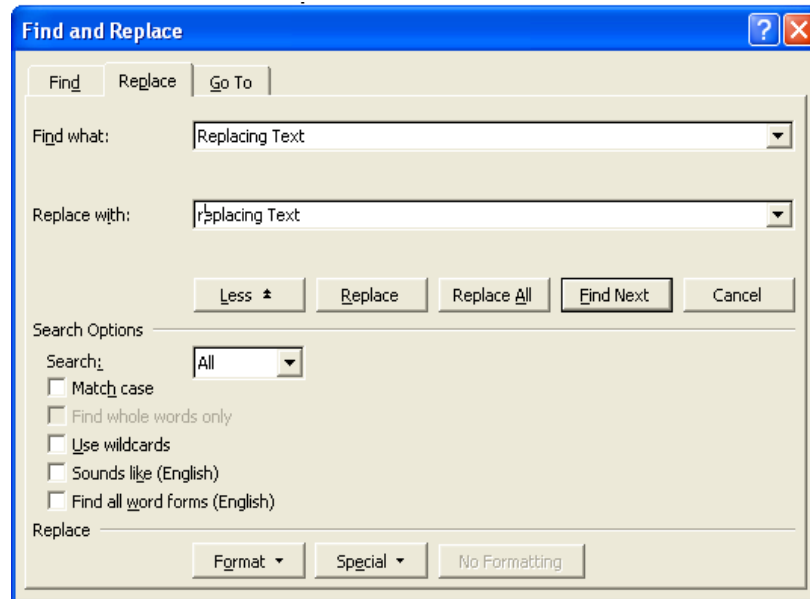 Find and Replace
Find Replace Go To
Find what: Replacing Text
Replace with: replacing Text
Less Replace Replace All Find Next Cancel
Search Options
Search: All
Match case
Find whole words only
Use wildcards
Sounds like (English)
Find all word forms (English)
Replace
Format Special No Formatting